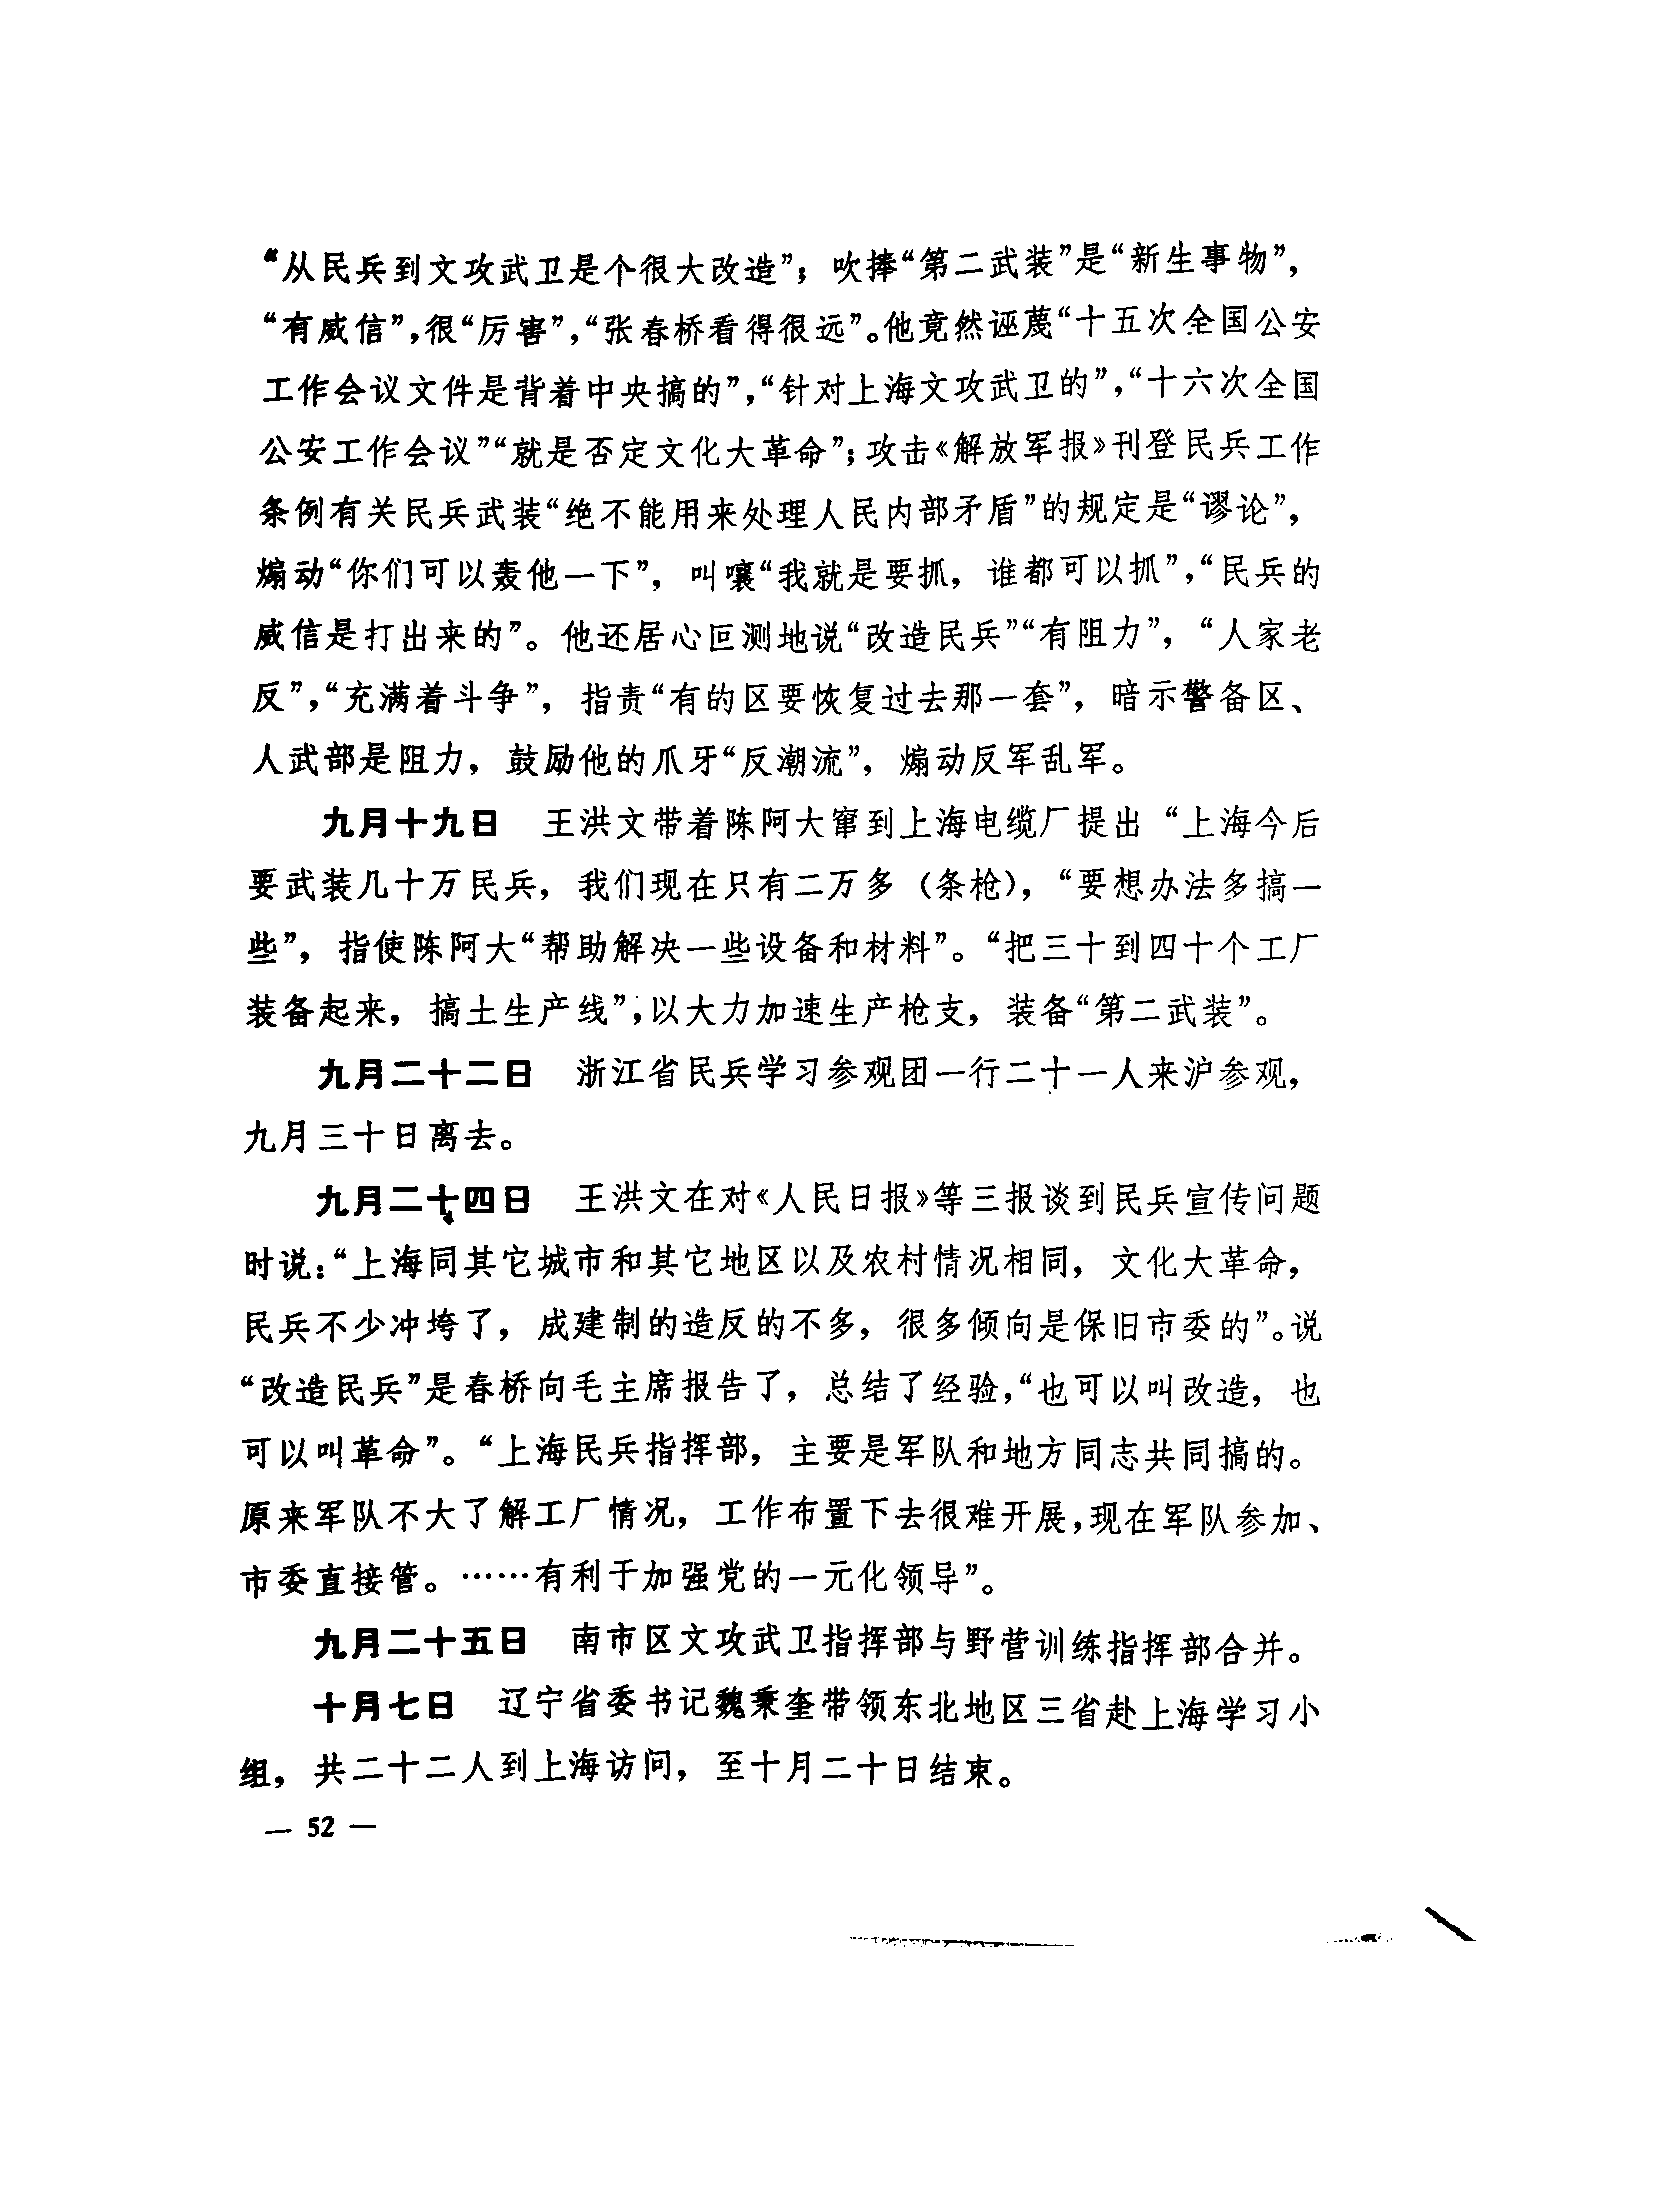 “从民兵到文攻武卫是个很大改造”；吹捧“第二武装”是“新生事物”，
“有威信”，很“厉害”，“张春桥看得很远”。他竟然诬蔑“十五次全国公安
工作会议文件是背着中央搞的”，“针对上海文攻武卫的”，“十六次全国
公安工作会议”“就是否定文化大革命”；攻击《解放军报》刊登民兵工作
条例有关民兵武装“绝不能用来处理人民内部矛盾”的规定是“谬论”，
煽动“你们可以轰他一下”，叫嚷“我就是要抓，谁都可以抓”，“民兵的
威信是打出来的”。他还居心叵测地说“改造民兵”“有阻力”，“人家老
反”，“充满着斗争”，指责“有的区要恢复过去那一套”，暗示警备区、
人武部是阻力，鼓励他的爪牙“反潮流”，煽动反军乱军。
九月十九日　王洪文带着陈阿大窜到上海电缆厂提出“上海今后
要武装几十万民兵，我们现在只有二万多（条枪），“要想办法多搞一
些”，指使陈阿大“帮助解决一些设备和材料”。“把三十到四十个工厂
装备起来，搞土生产线”，以大力加速生产枪支，装备“第二武装”。
九月二十二日　浙江省民兵学习参观团一行二十一人来沪参观，
九月三十日离去。
九月二十四日　王洪文在对《人民日报》等三报谈到民兵宣传问题
时说：“上海同其它城市和其它地区以及农村情况相同，文化大革命，
民兵不少冲垮了，成建制的造反的不多，很多倾向是保旧市委的”。说
“改造民兵”是春桥向毛主席报告了，总结了经验，“也可以叫改造，也
可以叫革命”。“上海民兵指挥部，主要是军队和地方同志共同搞的。
原来军队不大了解工厂情况，工作布置下去很难开展，现在军队参加、
市委直接管。……有利于加强党的一元化领导”。
九月二十五日　南市区文攻武卫指挥部与野营训练指挥部合并。
十月七日　辽宁省委书记魏秉奎带领东北地区三省赴上海学习小
组，共二十二人到上海访问，至十月二十日结束。
— 52 —